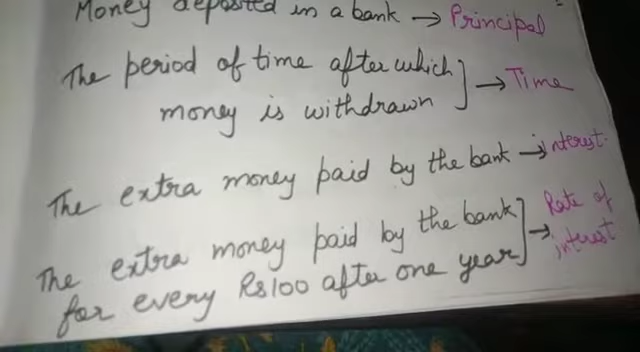 Money deposited in a bank → Principal
The period of time after which ] → Time
money is withdrawn
The extra money paid by the bank → interest.
The extra money paid by the bank ] → Rate of
for every Rs100 after one year interest